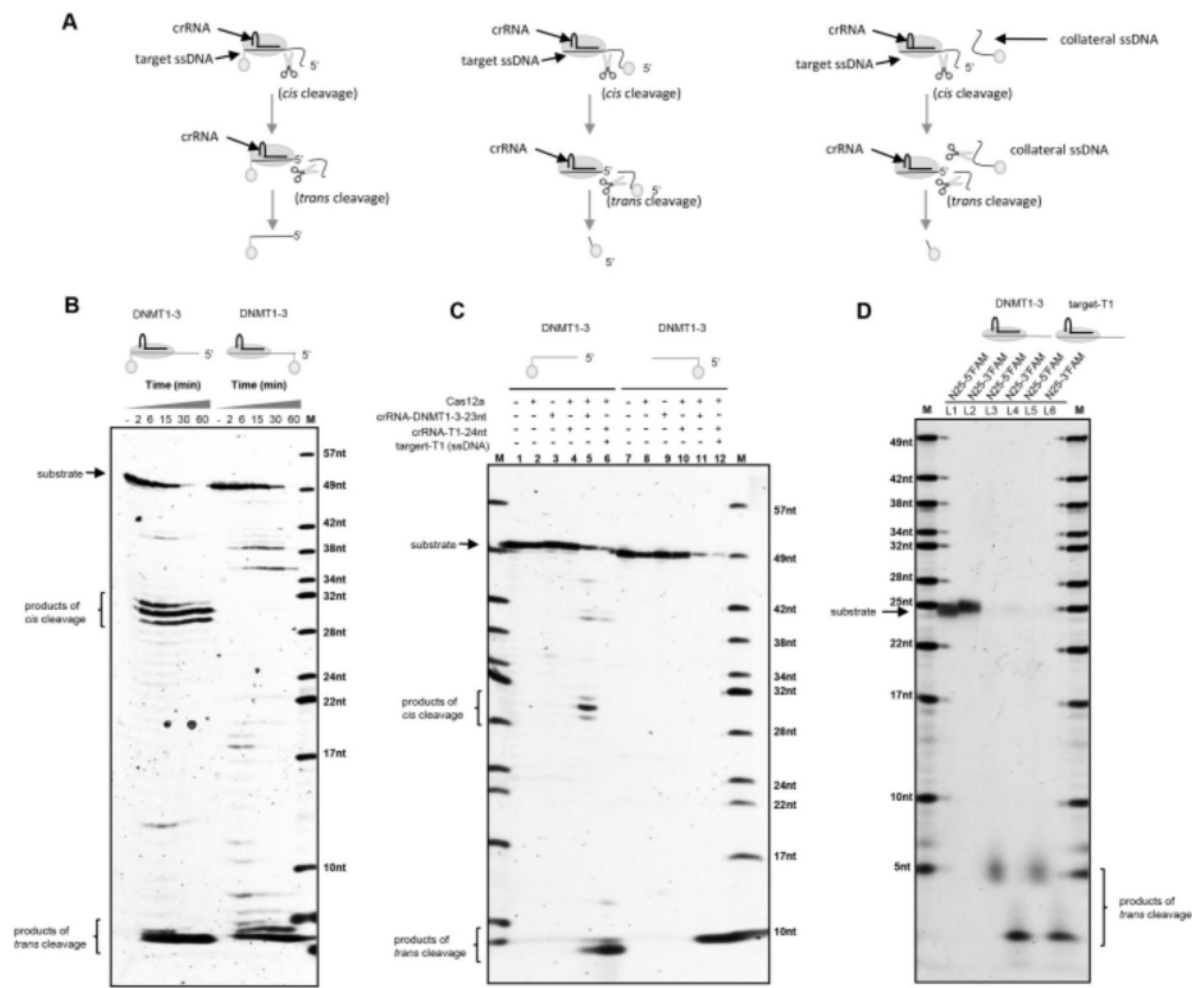 A
crRNA
target ssDNA
5'
(cis cleavage)
crRNA
5'
(trans cleavage)
5'
crRNA
target ssDNA
5'
(cis cleavage)
crRNA
5'
5'
(trans cleavage)
5'
crRNA
target ssDNA
collateral ssDNA
5'
(cis cleavage)
crRNA
collateral ssDNA
5'
(trans cleavage)
B
DNMT1-3
DNMT1-3
5'
5'
Time (min)
Time (min)
- 2 6 15 30 60 - 2 6 15 30 60 M
substrate
57nt
49nt
42nt
38nt
34nt
32nt
28nt
24nt
22nt
17nt
10nt
products of
cis cleavage
products of
trans cleavage
C
DNMT1-3
DNMT1-3
5'
5'
Cas12a - + + + + + - + + + + +
crRNA-DNMT1-3-23nt - - + - + - - - + - + -
crRNA-T1-24nt
targert-T1 (ssDNA)
M 1 2 3 4 5 6 7 8 9 10 11 12 M
substrate
57nt
49nt
42nt
38nt
34nt
32nt
28nt
24nt
22nt
17nt
10nt
products of
cis cleavage
products of
trans cleavage
D
DNMT1-3
target-T1
N25-5'FAM
N25-3'FAM
N25-5'FAM
N25-3'FAM
N25-5'FAM
N25-3'FAM
M L1 L2 L3 L4 L5 L6 M
49nt
42nt
38nt
34nt
32nt
28nt
25nt
substrate
22nt
17nt
10nt
5nt
products of
trans cleavage